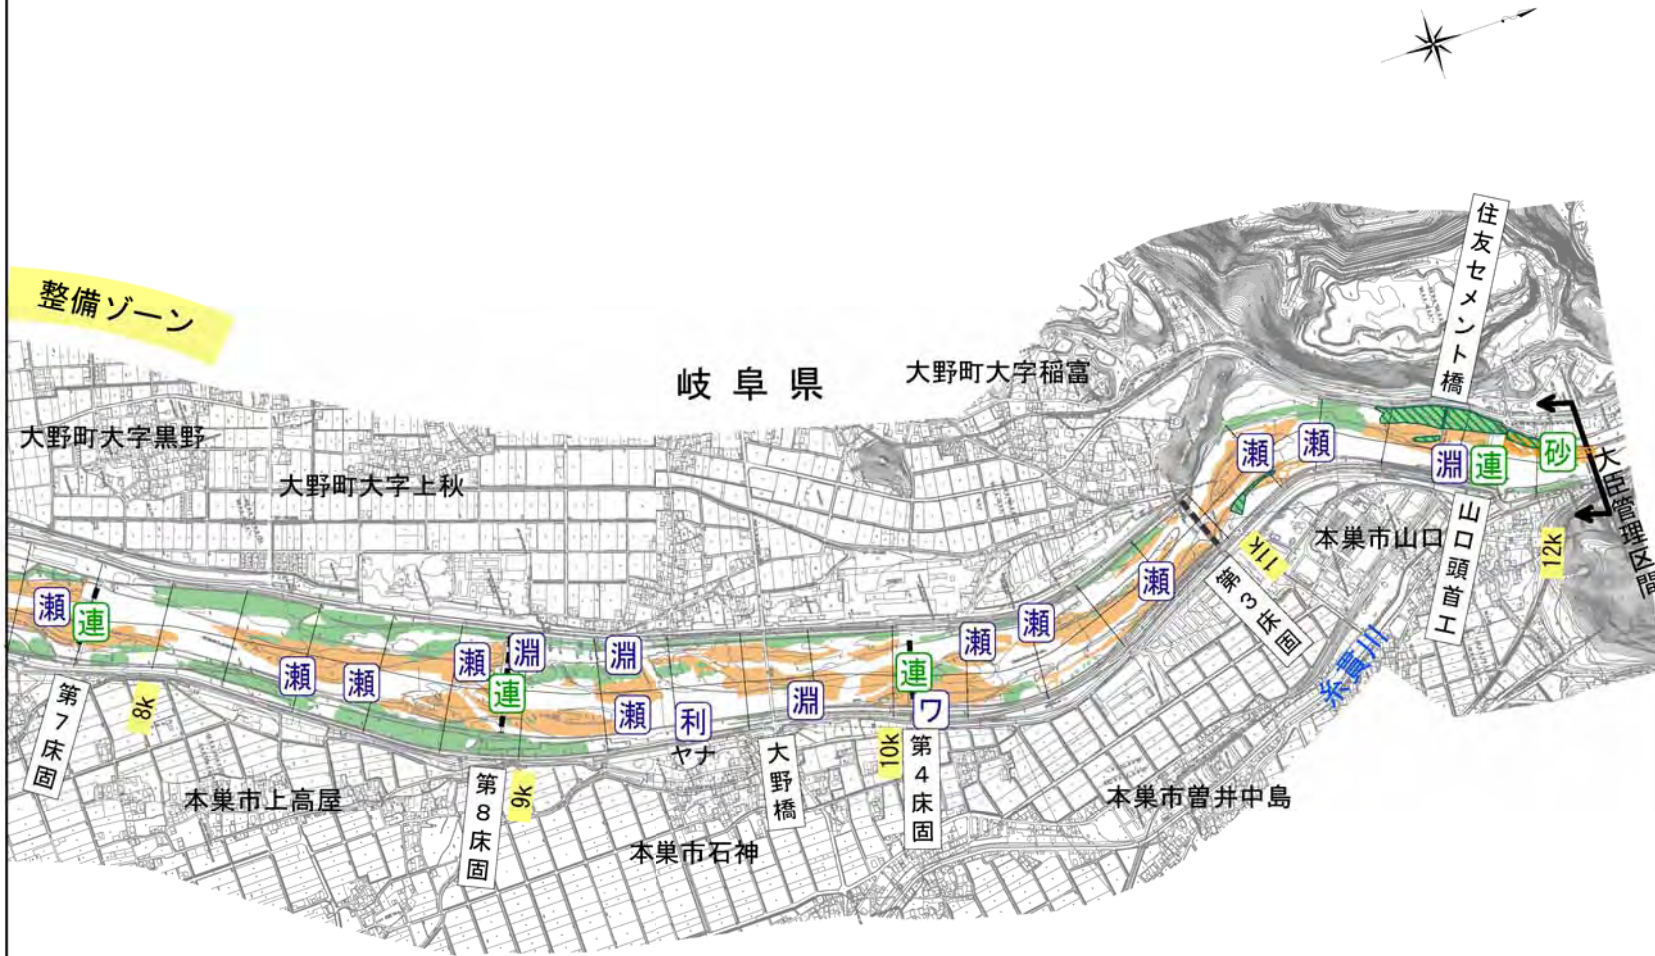 整備ゾーン
岐阜県
大野町大字稲富
大野町大字黒野
大野町大字上秋
住友セメント橋
大臣管理区間
瀬
瀬
淵
連
砂
本巣市山口
山口頭首工
12k
11k
第3床固
糸貫川
瀬
連
瀬
瀬
瀬
淵
連
淵
瀬
利
ヤナ
淵
連
ワ
瀬
瀬
瀬
第7床固
8k
第8床固
9k
大野橋
10k
第4床固
本巣市上高屋
本巣市石神
本巣市曽井中島